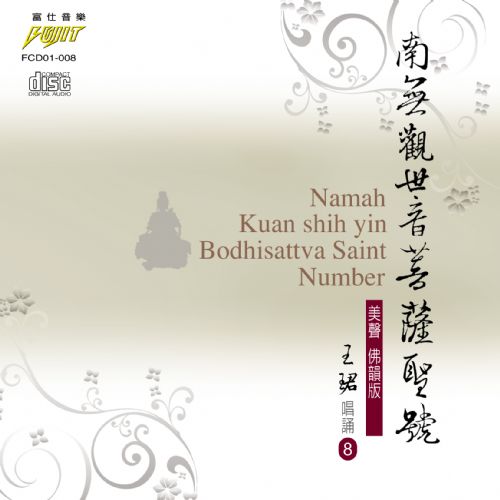 富仕音樂
FUJIT
FCD01-008
COMPACT
disc
DIGITAL AUDIO
南無觀世音菩薩聖號
Namah
Kuan shih yin
Bodhisattva Saint
Number
美聲 佛韻版
王珺 唱誦
8